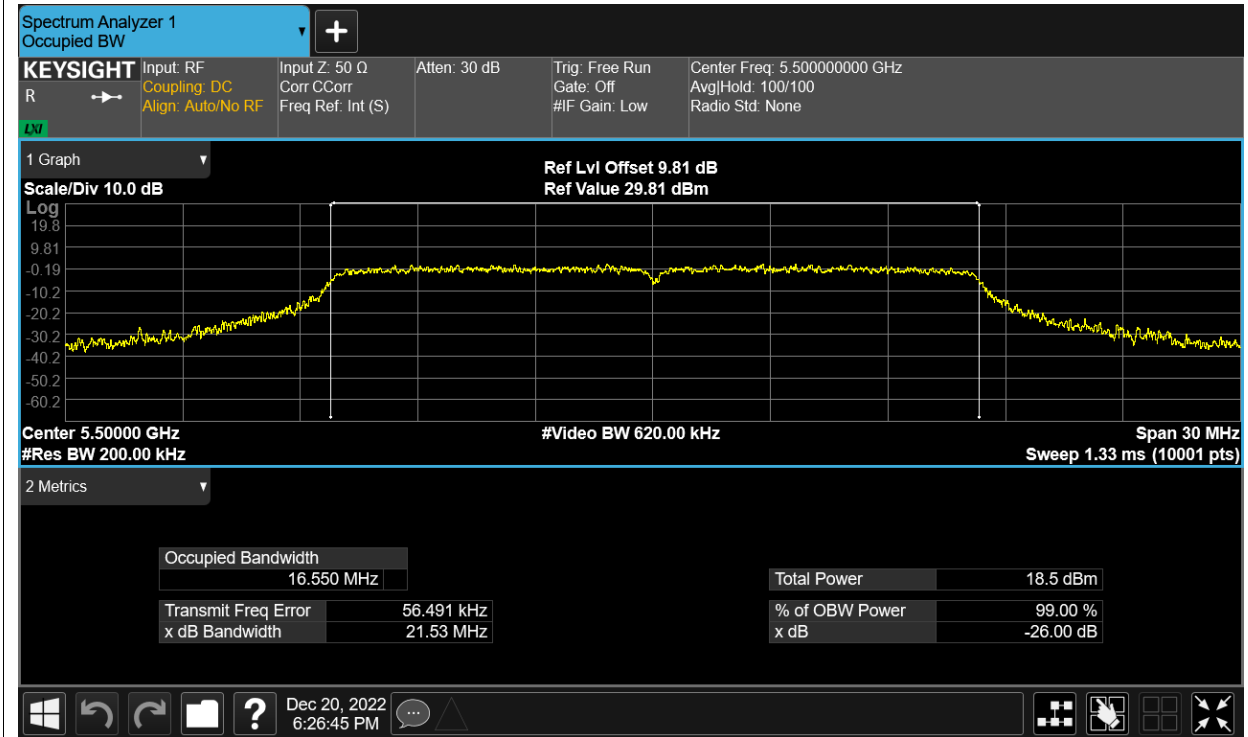 Spectrum Analyzer 1
Occupied BW
KEYSIGHT
R
LXI
Input: RF
Coupling: DC
Align: Auto/No RF
Input Z: 50 Ω
Corr CCorr
Freq Ref: Int (S)
Atten: 30 dB
Trig: Free Run
Gate: Off
#IF Gain: Low
Center Freq: 5.500000000 GHz
Avg|Hold: 100/100
Radio Std: None
1 Graph
Scale/Div 10.0 dB
Ref Lvl Offset 9.81 dB
Ref Value 29.81 dBm
Log
19.8
9.81
-0.19
-10.2
-20.2
-30.2
-40.2
-50.2
-60.2
Center 5.50000 GHz
#Res BW 200.00 kHz
#Video BW 620.00 kHz
Span 30 MHz
Sweep 1.33 ms (10001 pts)
2 Metrics
Occupied Bandwidth
16.550 MHz
Transmit Freq Error 56.491 kHz
x dB Bandwidth 21.53 MHz
Total Power 18.5 dBm
% of OBW Power 99.00 %
x dB -26.00 dB
?
Dec 20, 2022
6:26:45 PM